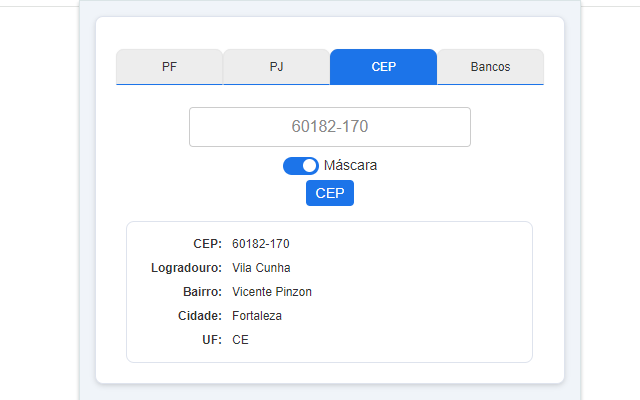 PF PJ CEP Bancos
60182-170
Máscara
CEP
CEP: 60182-170
Logradouro: Vila Cunha
Bairro: Vicente Pinzon
Cidade: Fortaleza
UF: CE